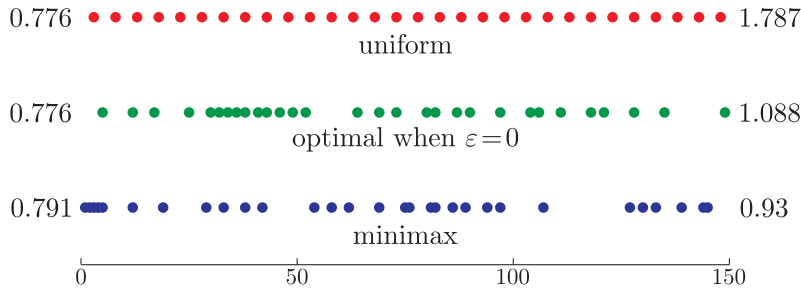 0.776 1.787
uniform
0.776 1.088
optimal when ε=0
0.791 0.93
minimax
0 50 100 150